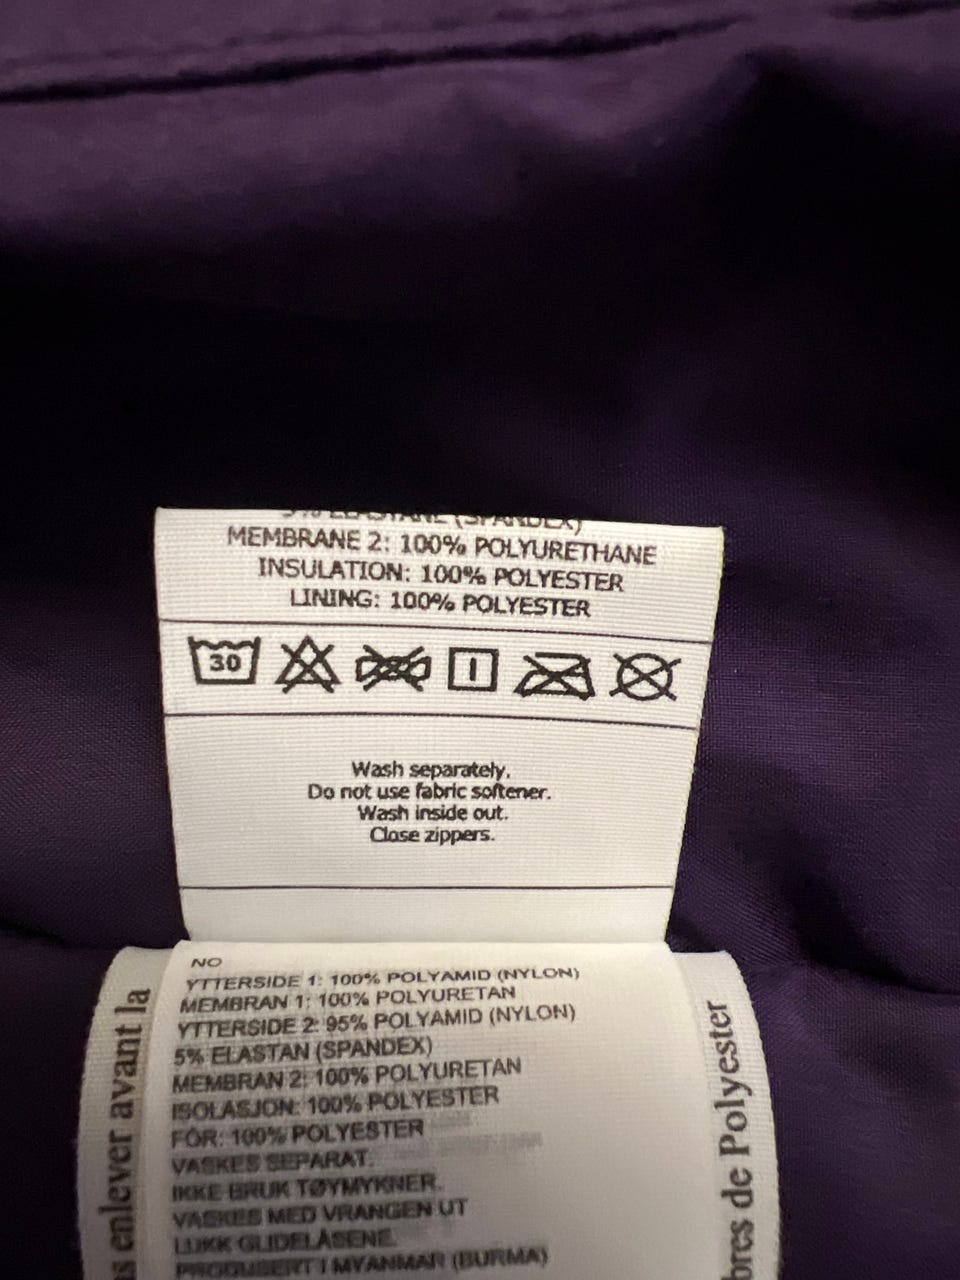 5% ELASTANE (SPANDEX)
MEMBRANE 2: 100% POLYURETHANE
INSULATION: 100% POLYESTER
LINING: 100% POLYESTER
30
Wash separately.
Do not use fabric softener.
Wash inside out.
Close zippers.
NO
YTTERSIDE 1: 100% POLYAMID (NYLON)
MEMBRAN 1: 100% POLYURETAN
YTTERSIDE 2: 95% POLYAMID (NYLON)
5% ELASTAN (SPANDEX)
MEMBRAN 2: 100% POLYURETAN
ISOLASJON: 100% POLYESTER
FÔR: 100% POLYESTER
VASKES SEPARAT.
IKKE BRUK TØYMYKNER.
VASKES MED VRANGEN UT
LUKK GLIDELÅSENE.
PRODUSERT I MYANMAR (BURMA)
enlever avant la
de Polyester